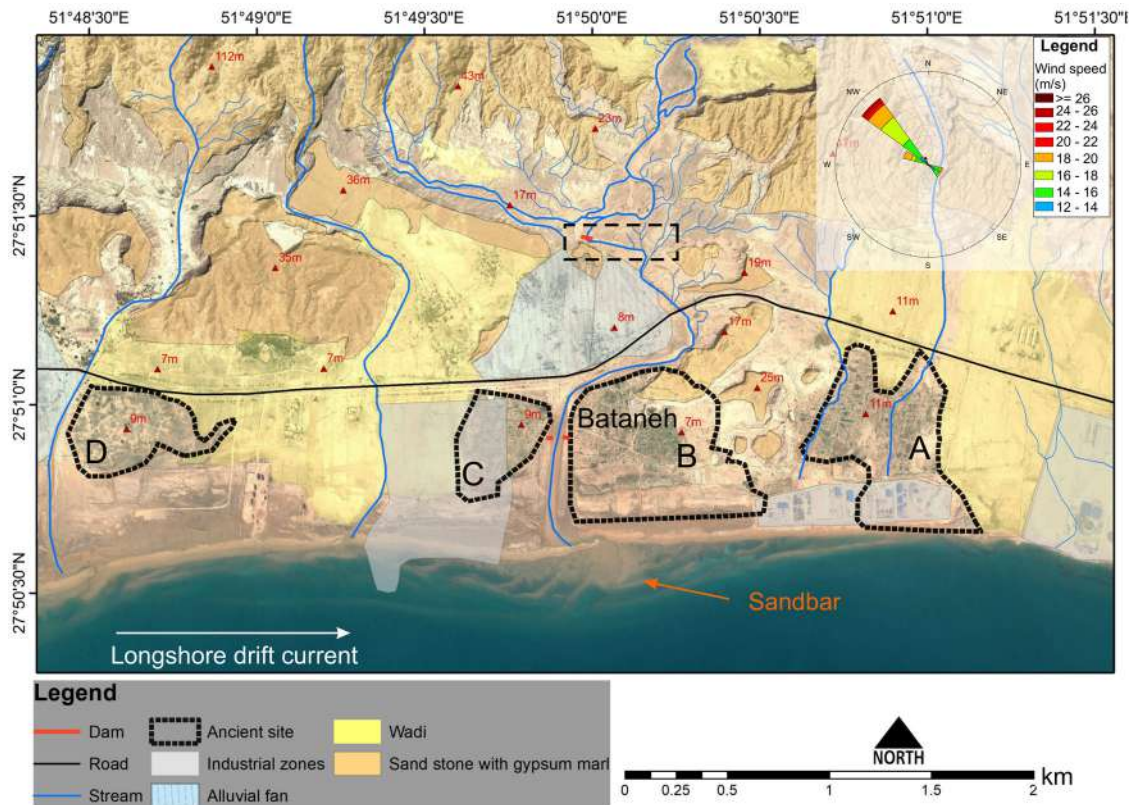 51°48'30"E 51°49'0"E 51°49'30"E 51°50'0"E 51°50'30"E 51°51'0"E 51°51'30"E
Legend
Wind speed
(m/s)
>= 26
24 - 26
22 - 24
20 - 22
18 - 20
16 - 18
14 - 16
12 - 14
N
NE
E
SE
S
SW
W
NW
112m
43m
23m
47m
36m
17m
27°51'30"N
35m
19m
11m
8m
17m
7m
7m
25m
27°51'0"N
9m
D
9m
C
Bataneh
7m
B
11m
A
27°50'30"N
Sandbar
Longshore drift current
Legend
Dam
Ancient site
Wadi
Road
Industrial zones
Sand stone with gypsum marl
Stream
Alluvial fan
NORTH
km
0 0.25 0.5 1 1.5 2